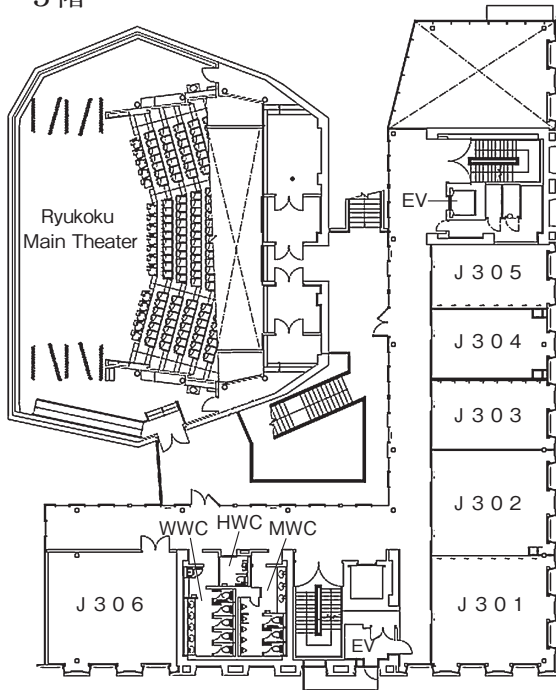 3階
Ryukoku
Main Theater
EV
J305
J304
J303
J302
WWC
HWC
MWC
J306
J301
EV